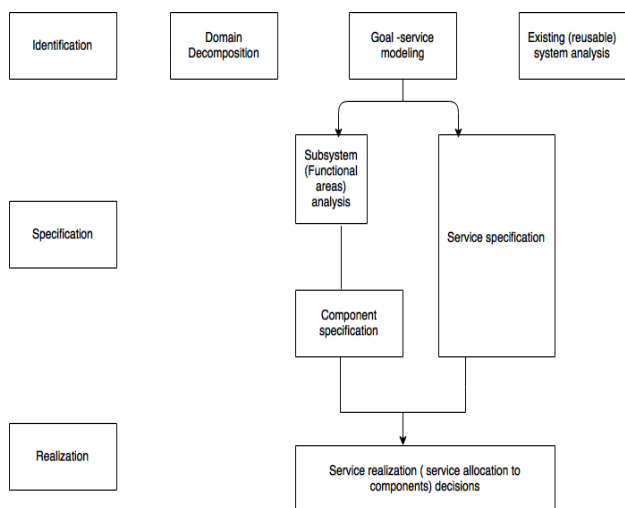 Identification
Domain
Decomposition
Goal -service
modeling
Existing (reusable)
system analysis
Subsystem
(Functional
areas)
analysis
Specification
Service specification
Component
specification
Realization
Service realization ( service allocation to
components) decisions